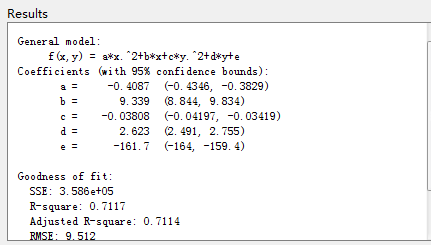 Results
General model:
f(x,y) = a*x.^2+b*x+c*y.^2+d*y+e
Coefficients (with 95% confidence bounds):
a = -0.4087 (-0.4346, -0.3829)
b = 9.339 (8.844, 9.834)
c = -0.03808 (-0.04197, -0.03419)
d = 2.623 (2.491, 2.755)
e = -161.7 (-164, -159.4)
Goodness of fit:
SSE: 3.586e+05
R-square: 0.7117
Adjusted R-square: 0.7114
RMSE: 9.512